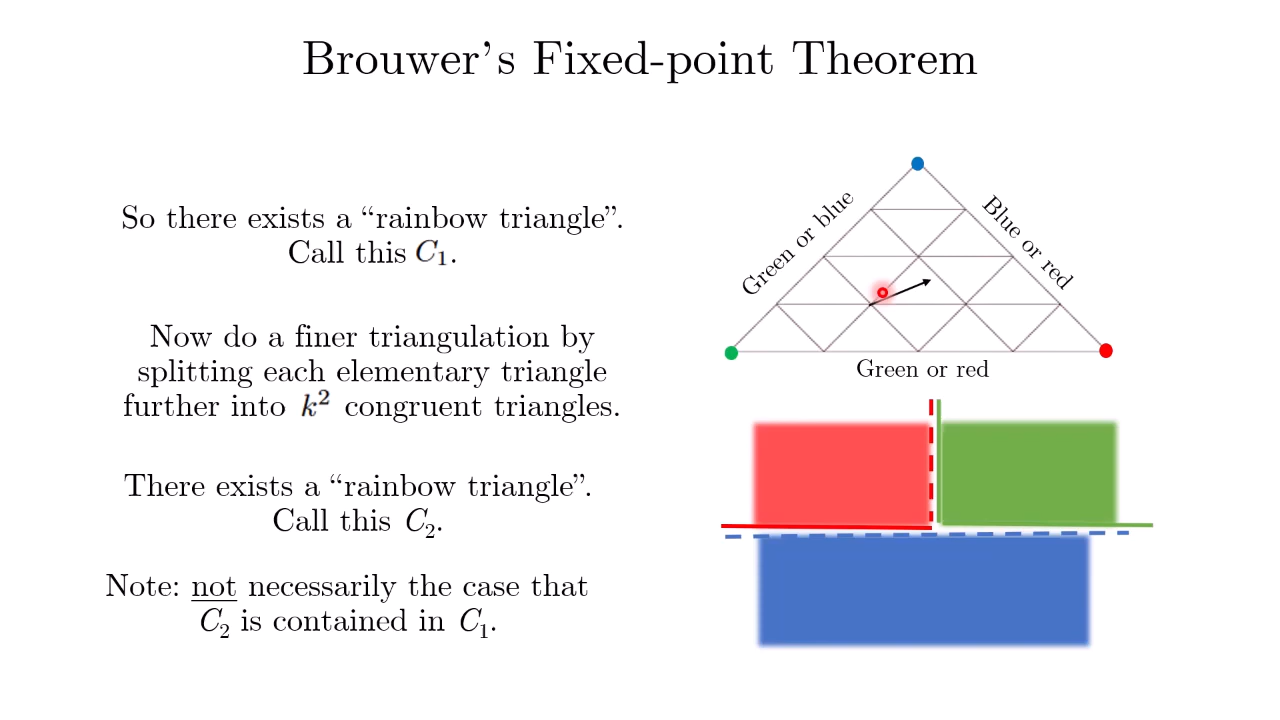 Brouwer's Fixed-point Theorem
So there exists a “rainbow triangle”.
Call this C₁.
Now do a finer triangulation by
splitting each elementary triangle
further into k² congruent triangles.
There exists a “rainbow triangle”.
Call this C₂.
Note: not necessarily the case that
C₂ is contained in C₁.
Green or blue
Blue or red
Green or red